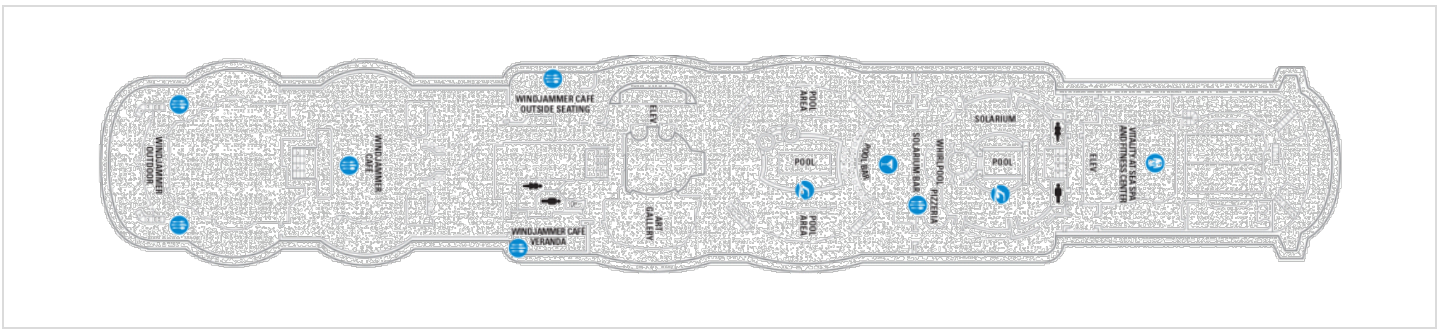 WINDJAMMER
OUTDOOR
WINDJAMMER
CAFE
WINDJAMMER CAFE
OUTSIDE SEATING
WINDJAMMER CAFE
VERANDA
ELEV
ART
GALLERY
POOL
AREA
POOL
POOL
AREA
POOL BAR
SOLARIUM BAR
WHIRLPOOL
PIZZERIA
SOLARIUM
POOL
ELEV
VITALITY AT SEA SPA
AND FITNESS CENTER